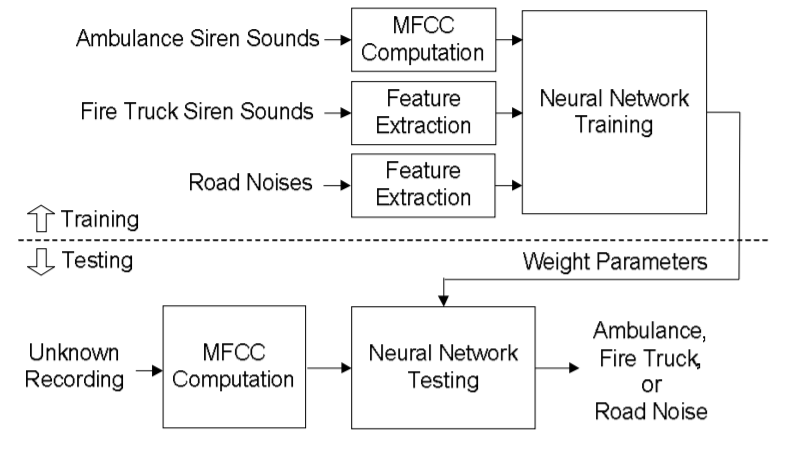 Ambulance Siren Sounds
MFCC
Computation
Fire Truck Siren Sounds
Feature
Extraction
Neural Network
Training
Road Noises
Feature
Extraction
Training
Testing
Weight Parameters
Unknown
Recording
MFCC
Computation
Neural Network
Testing
Ambulance,
Fire Truck,
or
Road Noise